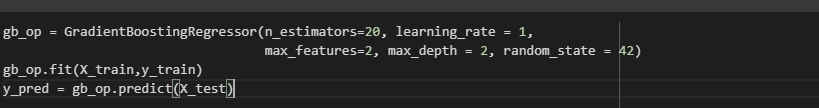 gb_op = GradientBoostingRegressor(n_estimators=20, learning_rate = 1,
max_features=2, max_depth = 2, random_state = 42)
gb_op.fit(X_train,y_train)
y_pred = gb_op.predict(X_test)